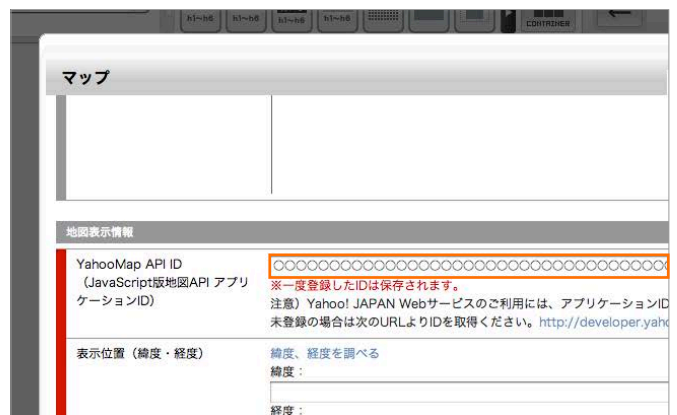 h1~h6 h1~h6 h1~h6 h1~h6 CONTAINER
マップ
地図表示情報
YahooMap API ID
（JavaScript版地図API アプリ
ケーションID）
○○○○○○○○○○○○○○○○○○○○○○○○○○○○○○○○○○○○
※一度登録したIDは保存されます。
注意）Yahoo! JAPAN Webサービスのご利用には、アプリケーションID
未登録の場合は次のURLよりIDを取得ください。http://developer.yaho
表示位置（緯度・経度）
緯度、経度を調べる
緯度：
経度：